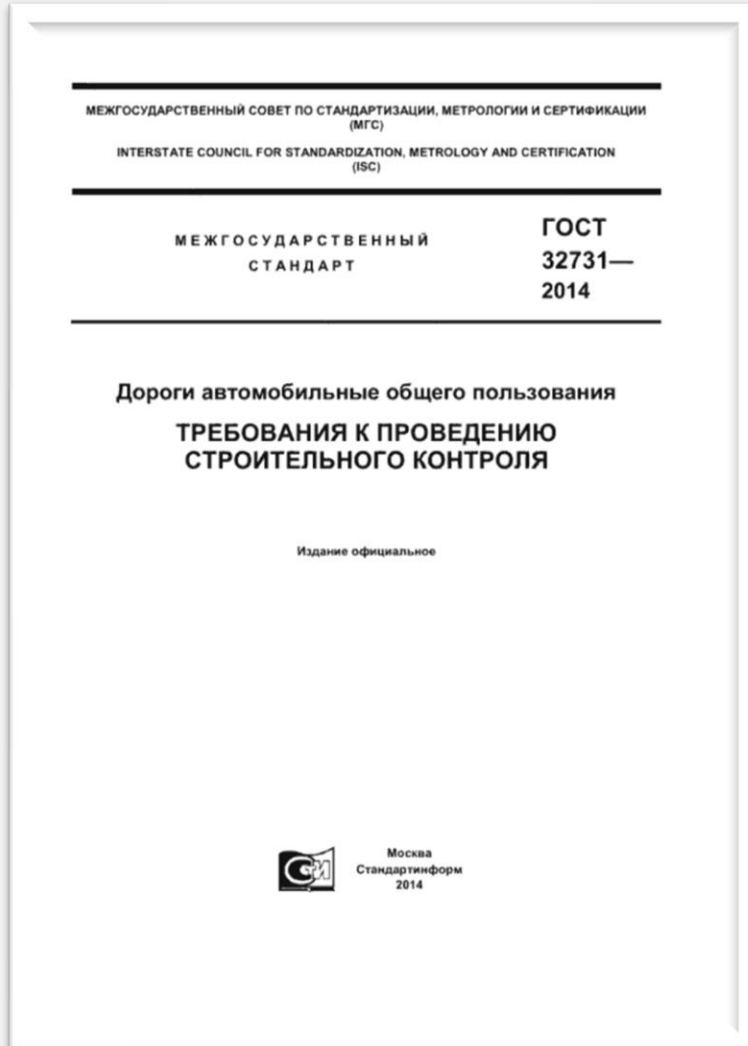 МЕЖГОСУДАРСТВЕННЫЙ СОВЕТ ПО СТАНДАРТИЗАЦИИ, МЕТРОЛОГИИ И СЕРТИФИКАЦИИ
(МГС)
INTERSTATE COUNCIL FOR STANDARDIZATION, METROLOGY AND CERTIFICATION
(ISC)
МЕЖГОСУДАРСТВЕННЫЙ
СТАНДАРТ
ГОСТ
32731—
2014
Дороги автомобильные общего пользования
ТРЕБОВАНИЯ К ПРОВЕДЕНИЮ
СТРОИТЕЛЬНОГО КОНТРОЛЯ
Издание официальное
СТИ
Москва
Стандартинформ
2014